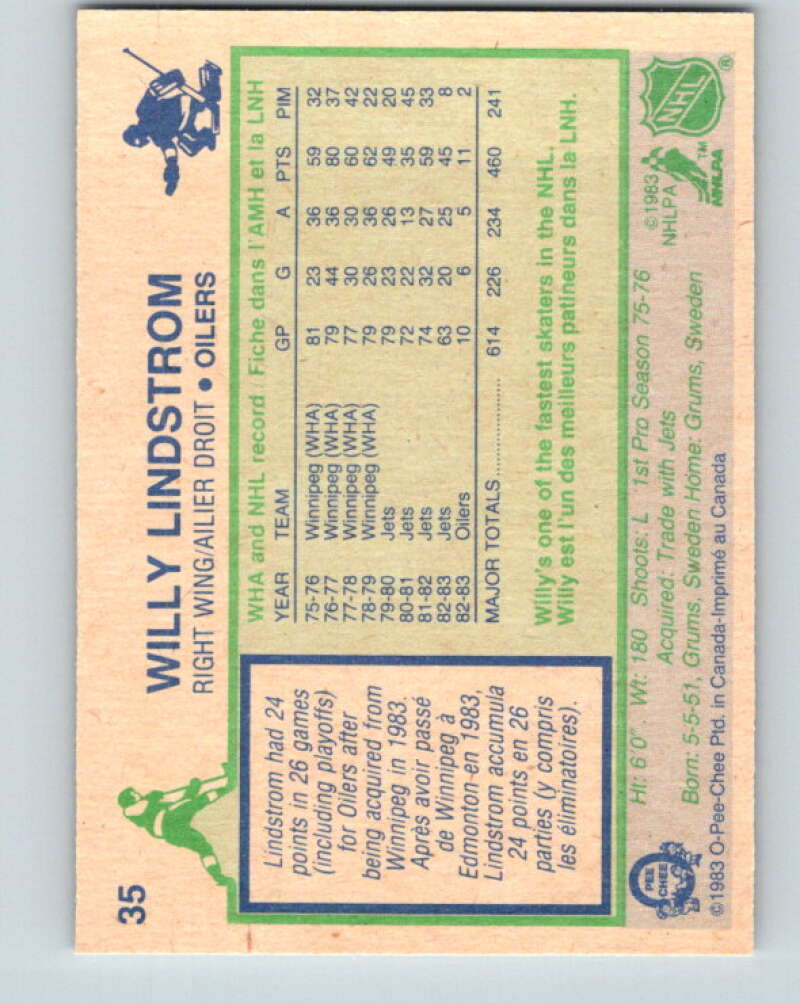 35
WILLY LINDSTROM
RIGHT WING/AILIER DROIT • OILERS
Lindstrom had 24
points in 26 games
(including playoffs)
for Oilers after
being acquired from
Winnipeg in 1983.
Après avoir passé
de Winnipeg à
Edmonton en 1983,
Lindstrom accumula
24 points en 26
parties (y compris
les éliminatoires).
WHA and NHL record / Fiche dans l'AMH et la LNH
YEAR TEAM GP G A PTS PIM
75-76 Winnipeg (WHA) 81 23 36 59 32
76-77 Winnipeg (WHA) 79 44 36 80 37
77-78 Winnipeg (WHA) 77 30 30 60 42
78-79 Winnipeg (WHA) 79 26 36 62 22
79-80 Jets 79 23 26 49 20
80-81 Jets 72 22 13 35 45
81-82 Jets 74 32 27 59 33
82-83 Jets 63 20 25 45 8
82-83 Oilers 10 6 5 11 2
MAJOR TOTALS .............. 614 226 234 460 241
Willy's one of the fastest skaters in the NHL.
Willy est l'un des meilleurs patineurs dans la LNH.
Ht: 6'0". Wt: 180 Shoots: L 1st Pro Season 75-76
Acquired: Trade with Jets
Born: 5-5-51, Grums, Sweden Home: Grums, Sweden
©1983 O-Pee-Chee Ptd. in Canada-Imprimé au Canada
O PEE CHEE
©1983
NHLPA
NHL ®
NHLPA ™